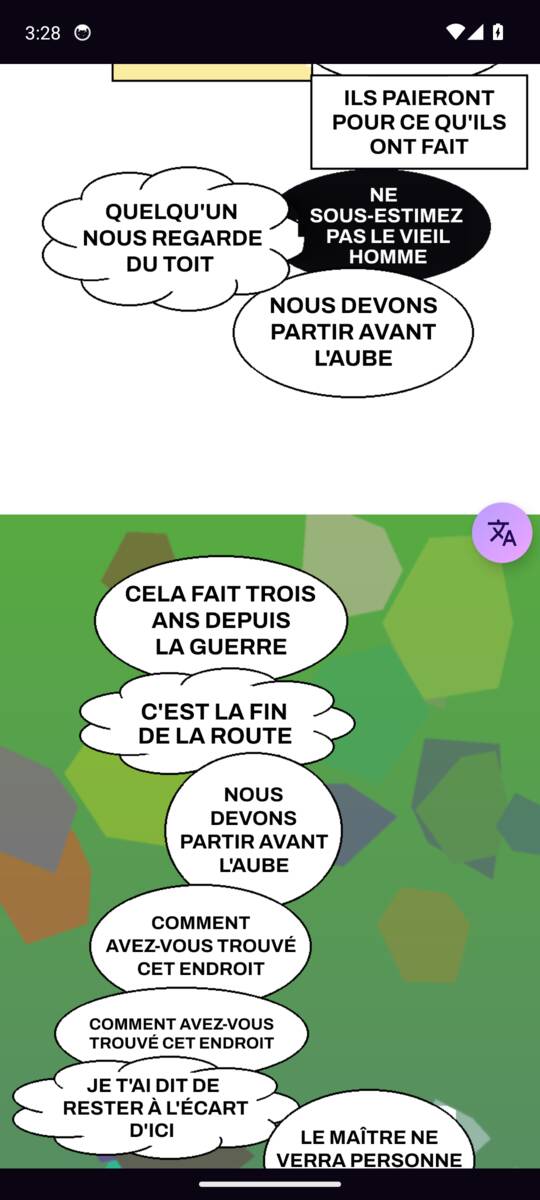 3:28
ILS PAIERONT
POUR CE QU'ILS
ONT FAIT
NE
SOUS-ESTIMEZ
PAS LE VIEIL
HOMME
QUELQU'UN
NOUS REGARDE
DU TOIT
NOUS DEVONS
PARTIR AVANT
L'AUBE
CELA FAIT TROIS
ANS DEPUIS
LA GUERRE
C'EST LA FIN
DE LA ROUTE
NOUS
DEVONS
PARTIR AVANT
L'AUBE
COMMENT
AVEZ-VOUS TROUVÉ
CET ENDROIT
COMMENT AVEZ-VOUS
TROUVÉ CET ENDROIT
JE T'AI DIT DE
RESTER À L'ÉCART
D'ICI
LE MAÎTRE NE
VERRA PERSONNE